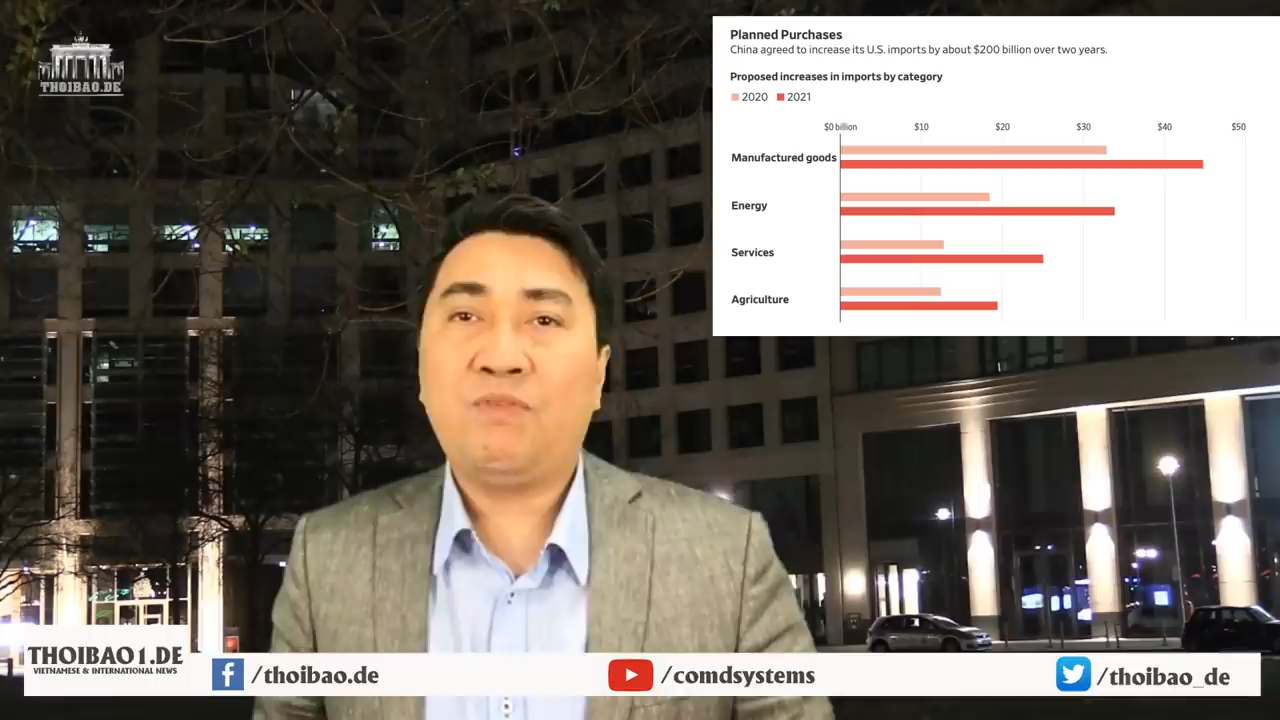 THOIBAO.DE
Planned Purchases
China agreed to increase its U.S. imports by about $200 billion over two years.
Proposed increases in imports by category
2020 2021
$0 billion $10 $20 $30 $40 $50
Manufactured goods
Energy
Services
Agriculture
THOIBAO1.DE
VIETNAMESE & INTERNATIONAL NEWS
/thoibao.de
/comdsystems
/thoibao_de